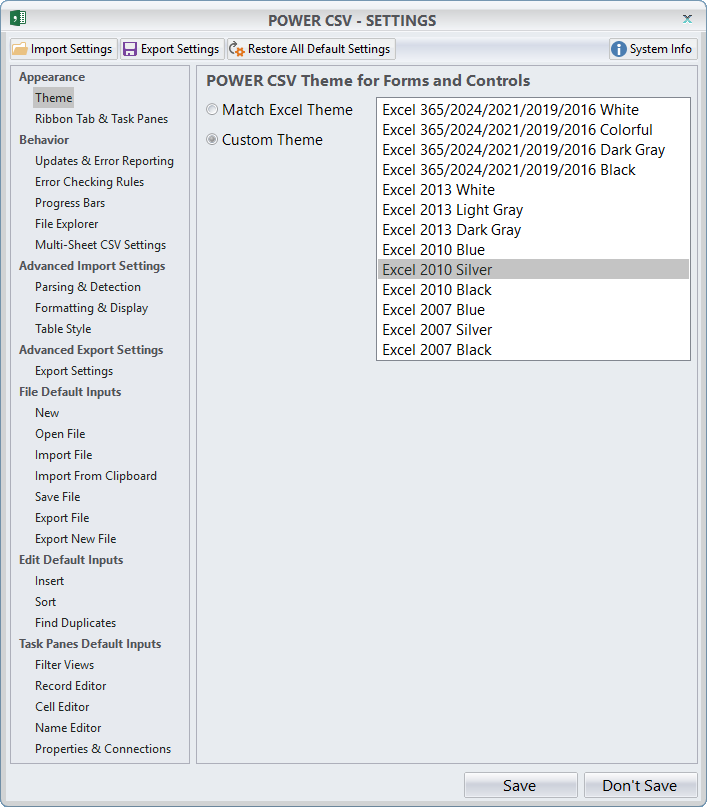 POWER CSV - SETTINGS
Import Settings
Export Settings
Restore All Default Settings
System Info
Appearance
Theme
Ribbon Tab & Task Panes
Behavior
Updates & Error Reporting
Error Checking Rules
Progress Bars
File Explorer
Multi-Sheet CSV Settings
Advanced Import Settings
Parsing & Detection
Formatting & Display
Table Style
Advanced Export Settings
Export Settings
File Default Inputs
New
Open File
Import File
Import From Clipboard
Save File
Export File
Export New File
Edit Default Inputs
Insert
Sort
Find Duplicates
Task Panes Default Inputs
Filter Views
Record Editor
Cell Editor
Name Editor
Properties & Connections
POWER CSV Theme for Forms and Controls
Match Excel Theme
Custom Theme
Excel 365/2024/2021/2019/2016 White
Excel 365/2024/2021/2019/2016 Colorful
Excel 365/2024/2021/2019/2016 Dark Gray
Excel 365/2024/2021/2019/2016 Black
Excel 2013 White
Excel 2013 Light Gray
Excel 2013 Dark Gray
Excel 2010 Blue
Excel 2010 Silver
Excel 2010 Black
Excel 2007 Blue
Excel 2007 Silver
Excel 2007 Black
Save
Don't Save